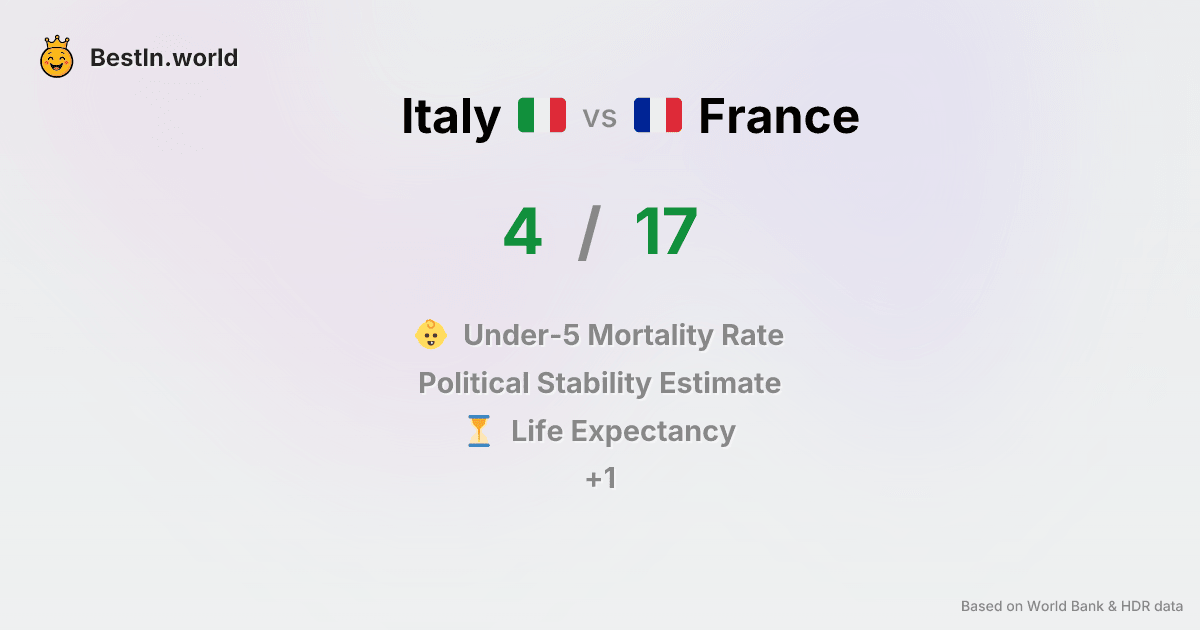 BestIn.world
Italy vs France
4 / 17
Under-5 Mortality Rate
Political Stability Estimate
Life Expectancy
+1
Based on World Bank & HDR data